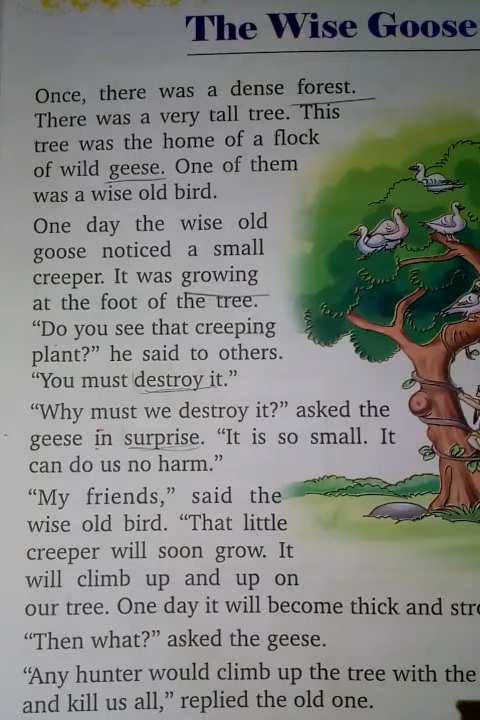 The Wise Goose
Once, there was a dense forest.
There was a very tall tree. This
tree was the home of a flock
of wild geese. One of them
was a wise old bird.
One day the wise old
goose noticed a small
creeper. It was growing
at the foot of the tree.
“Do you see that creeping
plant?” he said to others.
“You must destroy it.”
“Why must we destroy it?” asked the
geese in surprise. “It is so small. It
can do us no harm.”
“My friends,” said the
wise old bird. “That little
creeper will soon grow. It
will climb up and up on
our tree. One day it will become thick and
“Then what?” asked the geese.
“Any hunter would climb up the tree with the
and kill us all,” replied the old one.